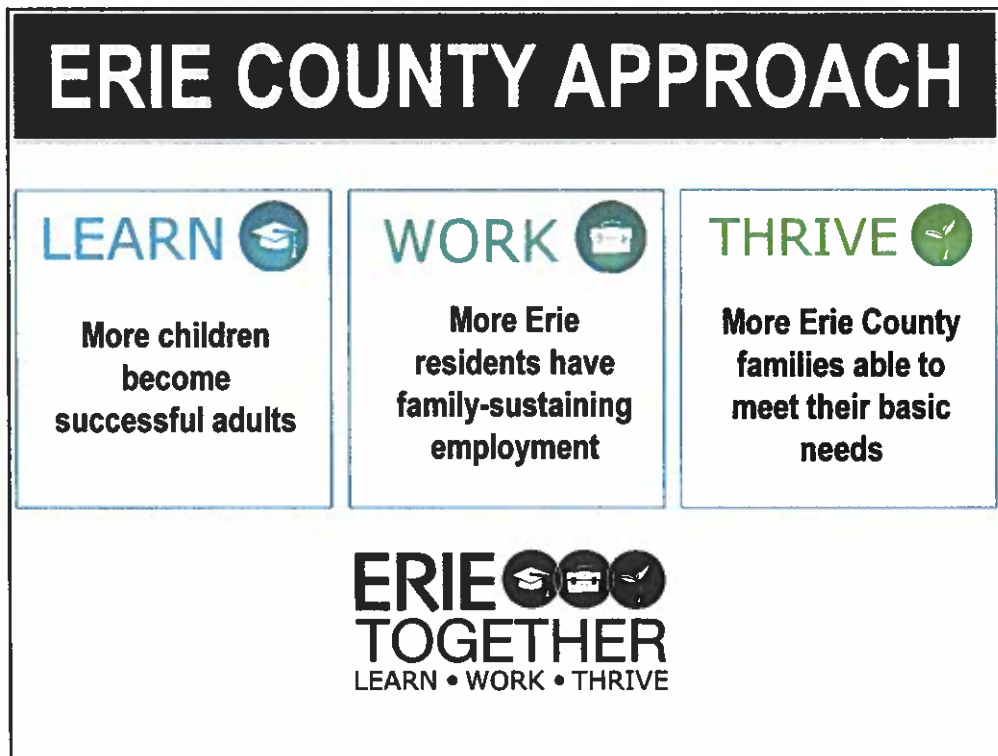 ERIE COUNTY APPROACH
LEARN
More children
become
successful adults
WORK
More Erie
residents have
family-sustaining
employment
THRIVE
More Erie County
families able to
meet their basic
needs
ERIE
TOGETHER
LEARN • WORK • THRIVE